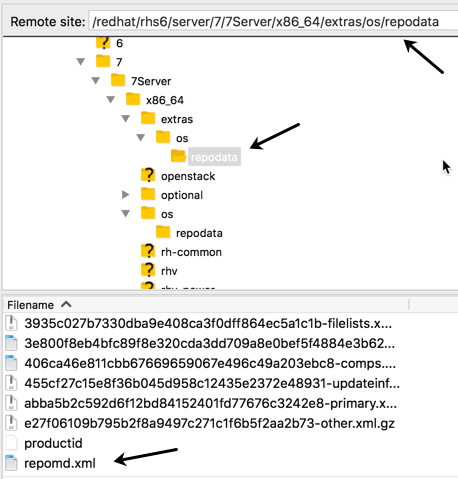 Remote site: /redhat/rhs6/server/7/7Server/x86_64/extras/os/repodata
6
7
7Server
x86_64
extras
os
repodata
openstack
optional
os
repodata
rh-common
rhv
rhv-power
Filename
3935c027b7330dba9e408ca3f0dff864ec5a1c1b-filelists.x...
3e800f8eb4bfc89f8e320cda3dd709a8e0bef5f4884e3b62...
406ca46e811cbb67669659067e496c49a203ebc8-comps....
455cf27c15e8f36b045d958c12435e2372e48931-updateinf...
abba5b2c592d6f12bd84152401fd77676c3242e8-primary.x...
e27f06109b795b2f8a9497c271c1f6b5f2aa2b73-other.xml.gz
productid
repomd.xml